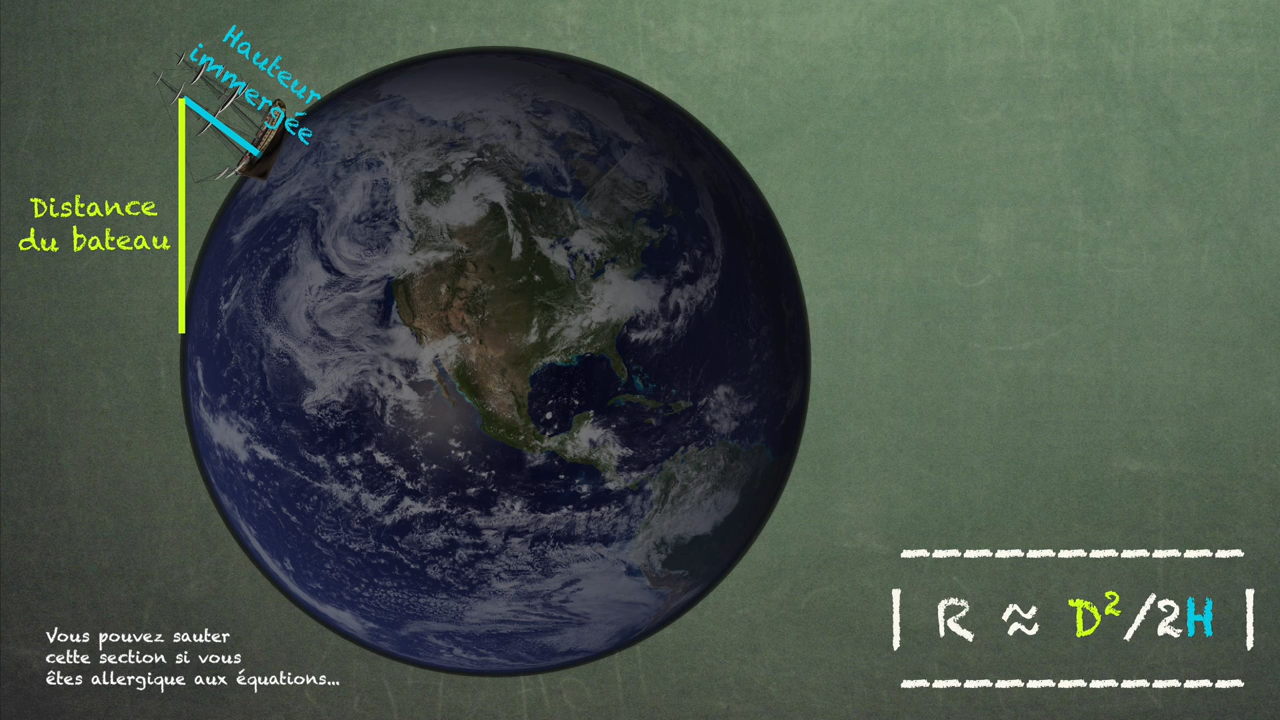 Hauteur
immergée
Distance
du bateau
| R ≈ D²/2H |
Vous pouvez sauter
cette section si vous
êtes allergique aux équations...